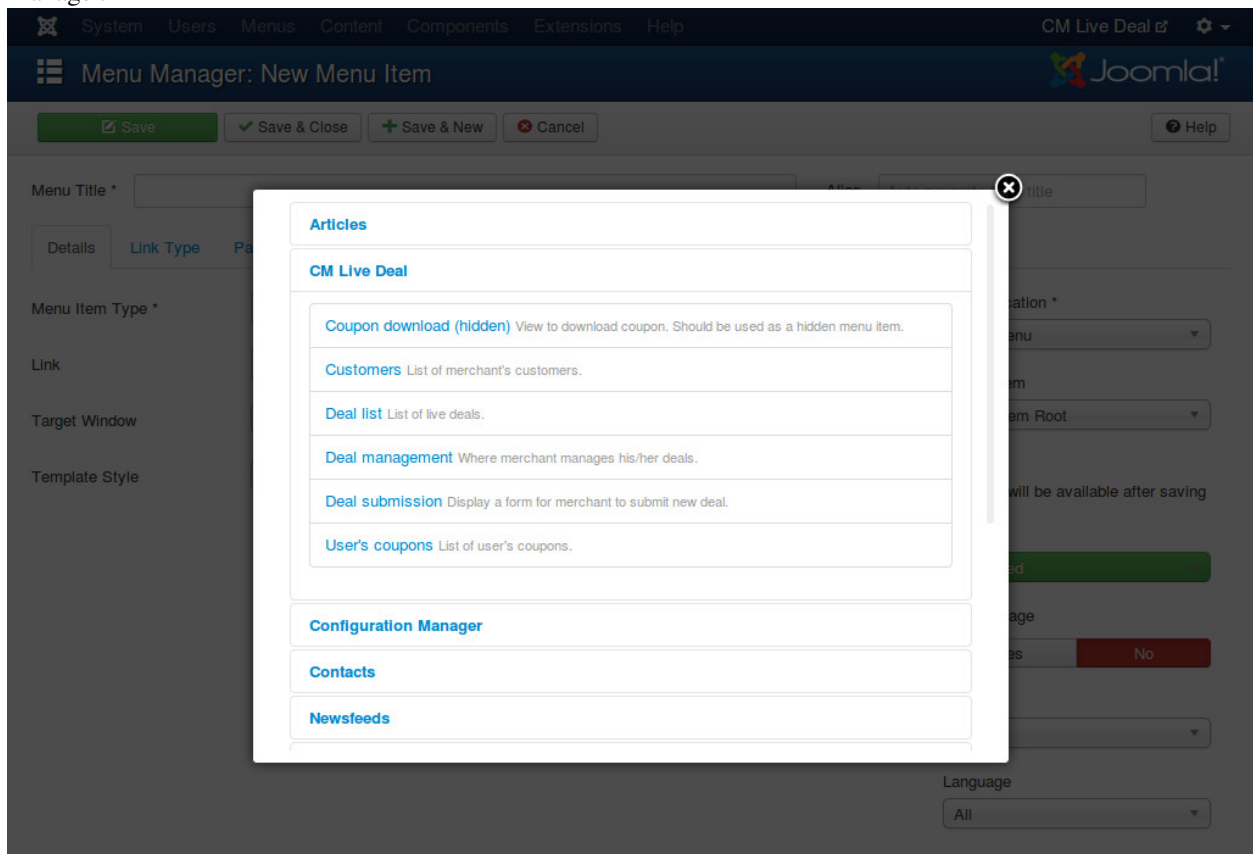 System Users Menus Content Components Extensions Help CM Live Deal
Menu Manager: New Menu Item Joomla!
Save Save & Close Save & New Cancel Help
Menu Title * Alias title
Details Link Type
Articles
CM Live Deal
Menu Item Type *
Coupon download (hidden) View to download coupon. Should be used as a hidden menu item.
Link
Customers List of merchant's customers.
Deal list List of live deals.
Target Window em Root
Deal management Where merchant manages his/her deals.
Template Style
Deal submission Display a form for merchant to submit new deal.
will be available after saving
User's coupons List of user's coupons.
Configuration Manager
No
Contacts
Newsfeeds
Language
All